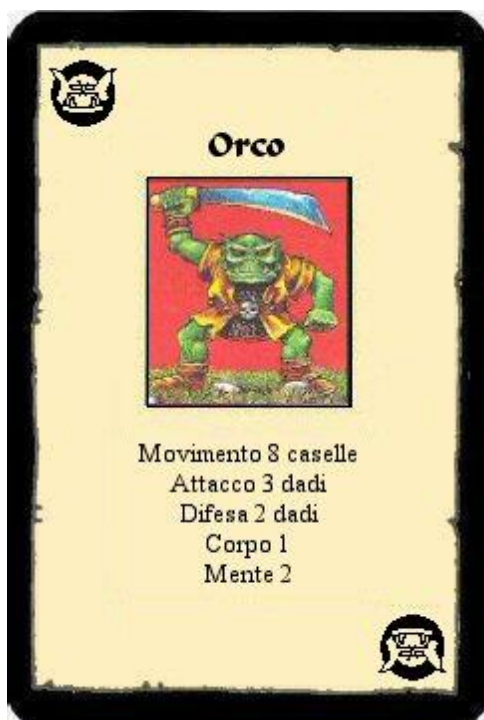 Orco
Movimento 8 caselle
Attacco 3 dadi
Difesa 2 dadi
Corpo 1
Mente 2